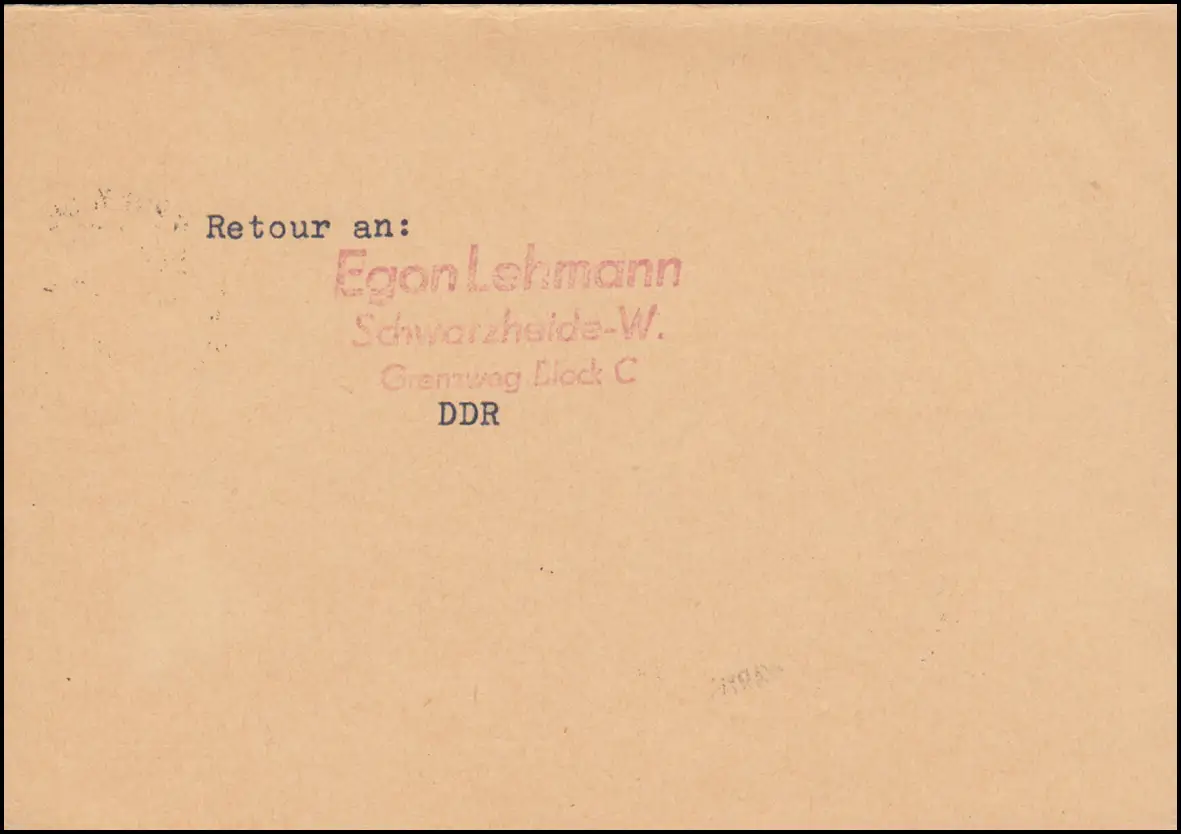 Retour an:
Egon Lehmann
Schwarzheide-W.
Grenzweg Block C
DDR